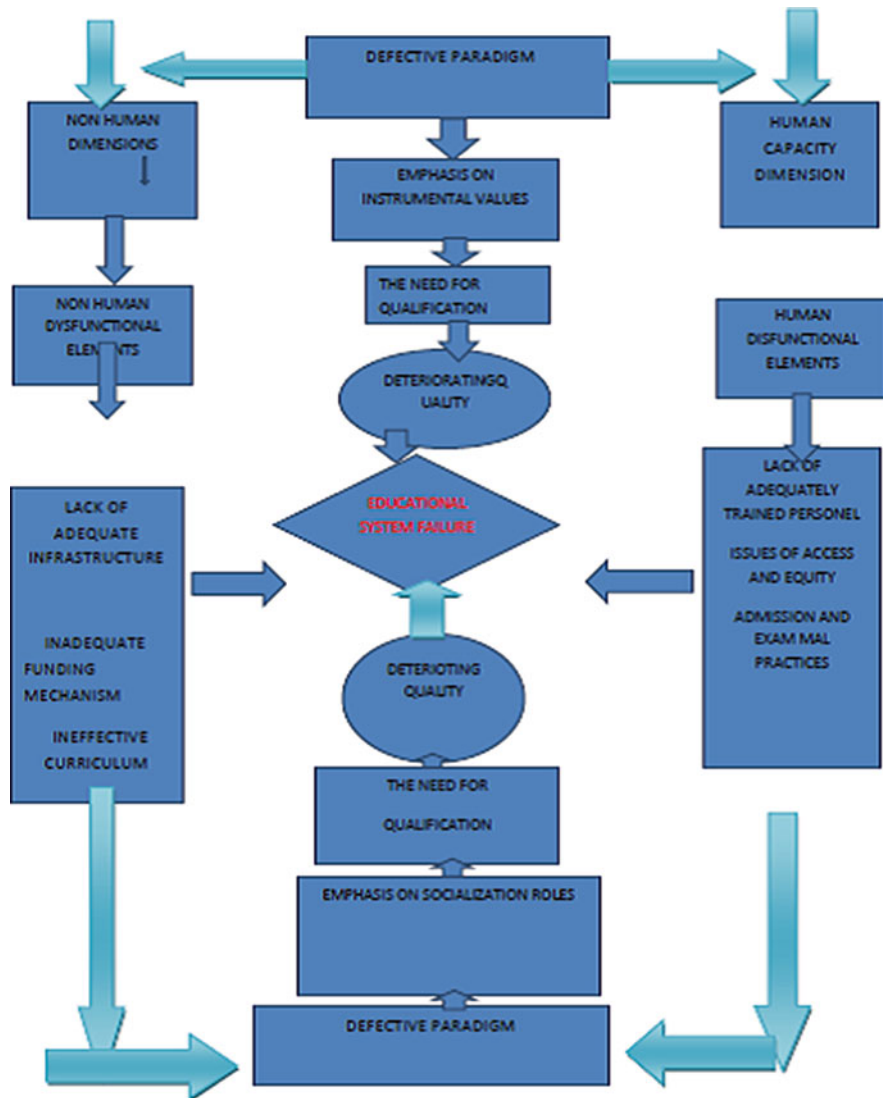 DEFECTIVE PARADIGM
NON HUMAN
DIMENSIONS
HUMAN
CAPACITY
DIMENSION
EMPHASIS ON
INSTRUMENTAL VALUES
THE NEED FOR
QUALIFICATION
NON HUMAN
DYSFUNCTIONAL
ELEMENTS
HUMAN
DISFUNCTIONAL
ELEMENTS
DETERIORATINGQ
UALITY
EDUCATIONAL
SYSTEM FAILURE
LACK OF
ADEQUATE
INFRASTRUCTURE
INADEQUATE
FUNDING
MECHANISM
INEFFECTIVE
CURRICULUM
LACK OF
ADEQUATELY
TRAINED PERSONEL
ISSUES OF ACCESS
AND EQUITY
ADMISSION AND
EXAM MAL
PRACTICES
DETERIOTING
QUALITY
THE NEED FOR
QUALIFICATION
EMPHASIS ON SOCIALIZATION ROLES
DEFECTIVE PARADIGM